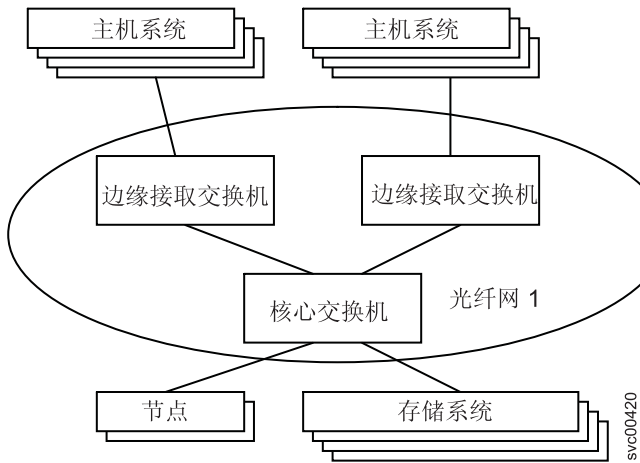 主机系统
主机系统
边缘接取交换机
边缘接取交换机
核心交换机
光纤网 1
节点
存储系统
svc00420